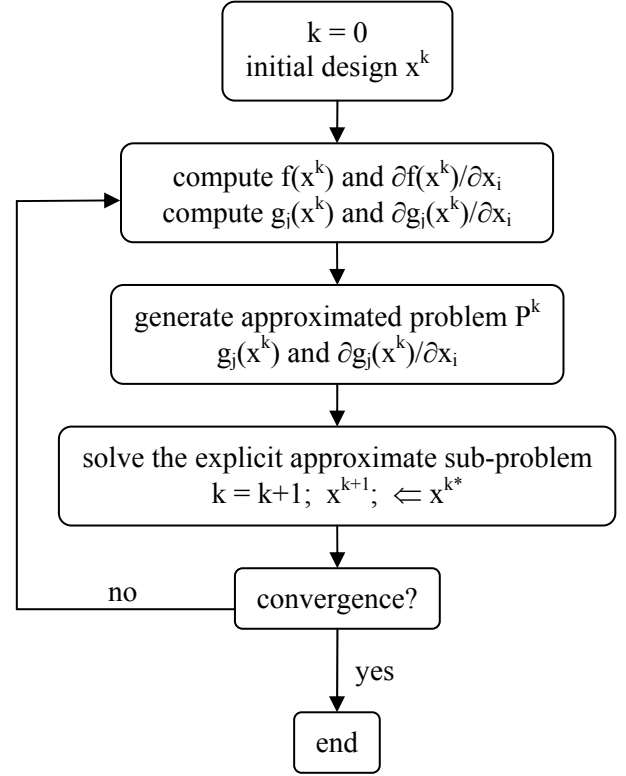 k = 0
initial design x^k
compute f(x^k) and ∂f(x^k)/∂x_i
compute g_j(x^k) and ∂g_j(x^k)/∂x_i
generate approximated problem P^k
g_j(x^k) and ∂g_j(x^k)/∂x_i
solve the explicit approximate sub-problem
k = k+1; x^{k+1}; ⇐ x^{k*}
no
convergence?
yes
end